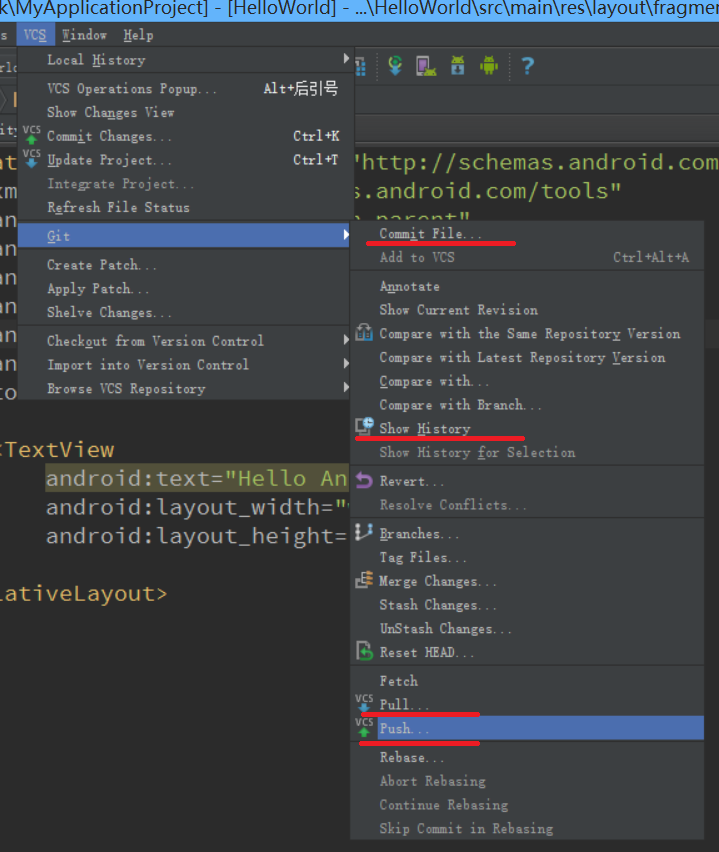 k\MyApplicationProject] - [HelloWorld] - ...\HelloWorld\src\main\res\layout\fragmen
s VCS Window Help
Local History
VCS Operations Popup... Alt+后引号
Show Changes View
VCS Commit Changes... Ctrl+K
VCS Update Project... Ctrl+T
Integrate Project...
Refresh File Status
Git
Create Patch...
Apply Patch...
Shelve Changes...
Checkout from Version Control
Import into Version Control
Browse VCS Repository
"http://schemas.android.com
s.android.com/tools"
Commit File...
Add to VCS Ctrl+Alt+A
Annotate
Show Current Revision
Compare with the Same Repository Version
Compare with Latest Repository Version
Compare with...
Compare with Branch...
Show History
Show History for Selection
Revert...
Resolve Conflicts...
Branches...
Tag Files...
Merge Changes...
Stash Changes...
UnStash Changes...
Reset HEAD...
Fetch
VCS Pull...
VCS Push...
Rebase...
Abort Rebasing
Continue Rebasing
Skip Commit in Rebasing
<TextView
android:text="Hello An
android:layout_width="
android:layout_height=
lativeLayout>